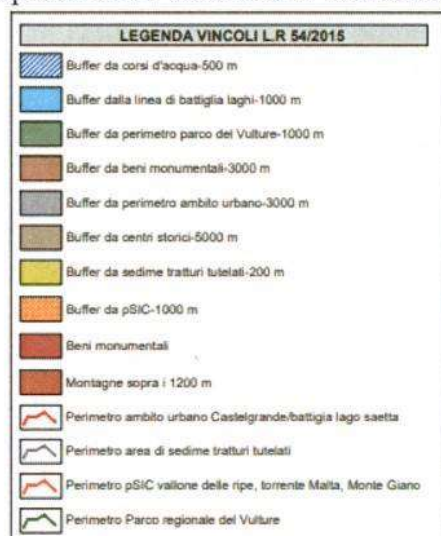 LEGENDA VINCOLI L.R 54/2015
Buffer da corsi d'acqua-500 m
Buffer dalla linea di battiglia laghi-1000 m
Buffer da perimetro parco del Vulture-1000 m
Buffer da beni monumentali-3000 m
Buffer da perimetro ambito urbano-3000 m
Buffer da centri storici-5000 m
Buffer da sedime tratturi tutelati-200 m
Buffer da pSIC-1000 m
Beni monumentali
Montagne sopra i 1200 m
Perimetro ambito urbano Castelgrande/battigia lago saetta
Perimetro area di sedime tratturi tutelati
Perimetro pSIC vallone delle ripe, torrente Malta, Monte Giano
Perimetro Parco regionale del Vulture